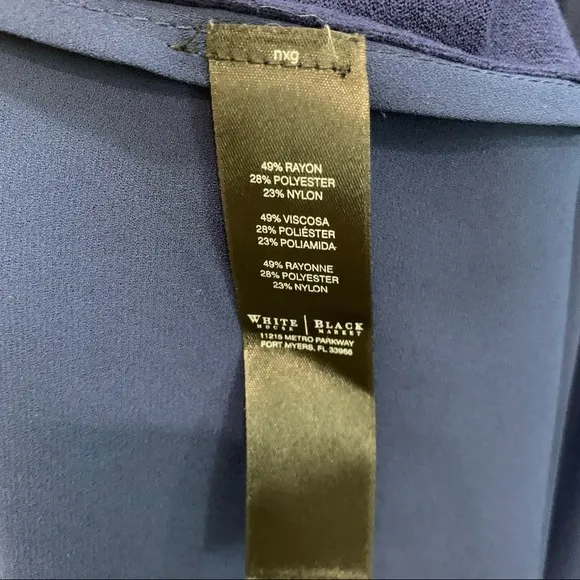 nxg
49% RAYON
28% POLYESTER
23% NYLON
49% VISCOSA
28% POLIÉSTER
23% POLIAMIDA
49% RAYONNE
28% POLYESTER
23% NYLON
WHITE | BLACK
HOUSE MARKET
11215 METRO PARKWAY
FORT MYERS, FL 33966